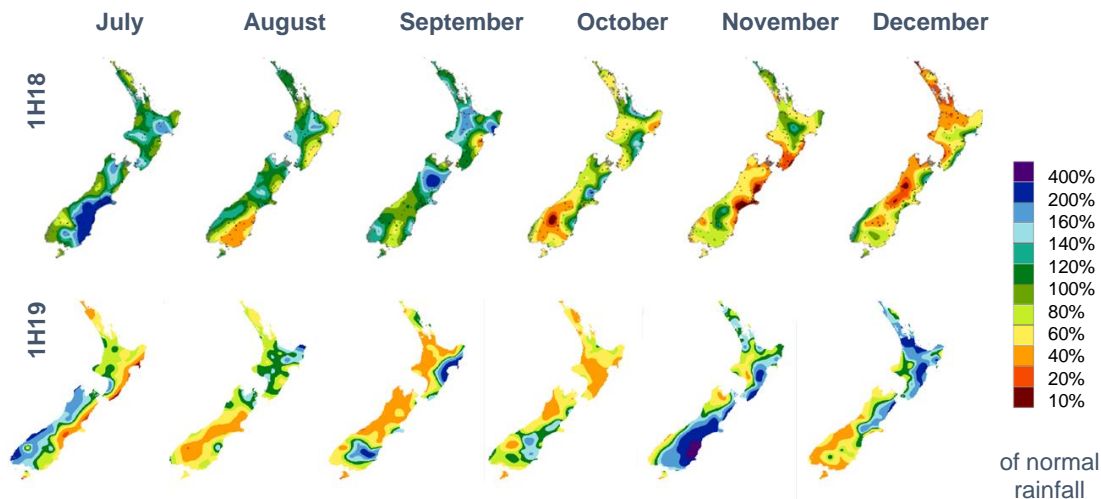 July August September October November December
1H18
1H19
400%
200%
160%
140%
120%
100%
80%
60%
40%
20%
10%
of normal
rainfall